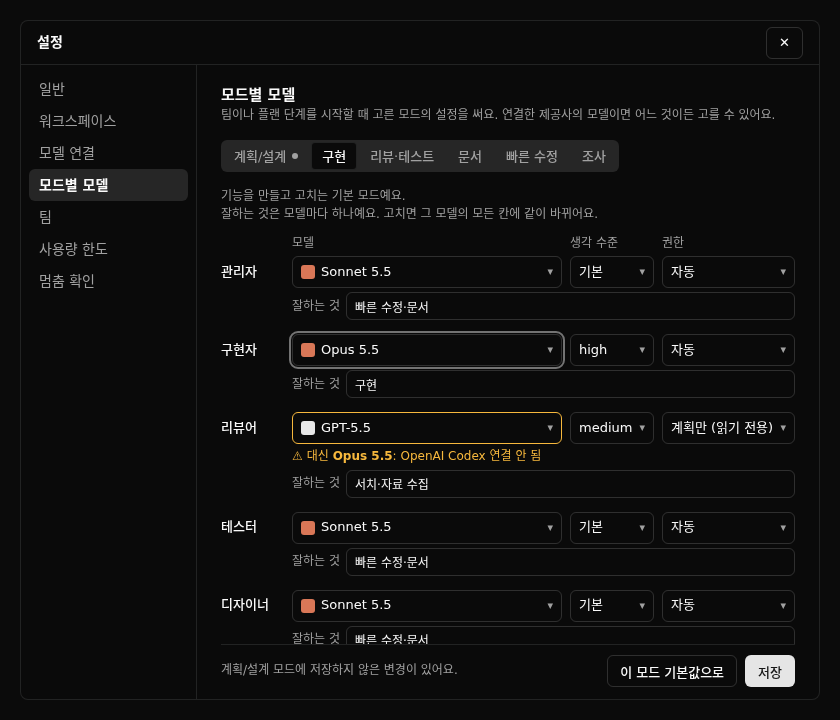 설정
✕
일반
워크스페이스
모델 연결
모드별 모델
팀
사용량 한도
멈춤 확인
모드별 모델
팀이나 플랜 단계를 시작할 때 고른 모드의 설정을 써요. 연결한 제공사의 모델이면 어느 것이든 고를 수 있어요.
계획/설계 ● 구현 리뷰·테스트 문서 빠른 수정 조사
기능을 만들고 고치는 기본 모드예요.
잘하는 것은 모델마다 하나예요. 고치면 그 모델의 모든 칸에 같이 바뀌어요.
모델 생각 수준 권한
관리자 Sonnet 5.5 ▾ 기본 ▾ 자동 ▾
잘하는 것 빠른 수정·문서
구현자 Opus 5.5 ▾ high ▾ 자동 ▾
잘하는 것 구현
리뷰어 GPT-5.5 ▾ medium ▾ 계획만 (읽기 전용) ▾
⚠ 대신 Opus 5.5: OpenAI Codex 연결 안 됨
잘하는 것 서치·자료 수집
테스터 Sonnet 5.5 ▾ 기본 ▾ 자동 ▾
잘하는 것 빠른 수정·문서
디자이너 Sonnet 5.5 ▾ 기본 ▾ 자동 ▾
잘하는 것 빠른 수정·문서
계획/설계 모드에 저장하지 않은 변경이 있어요. 이 모드 기본값으로 저장